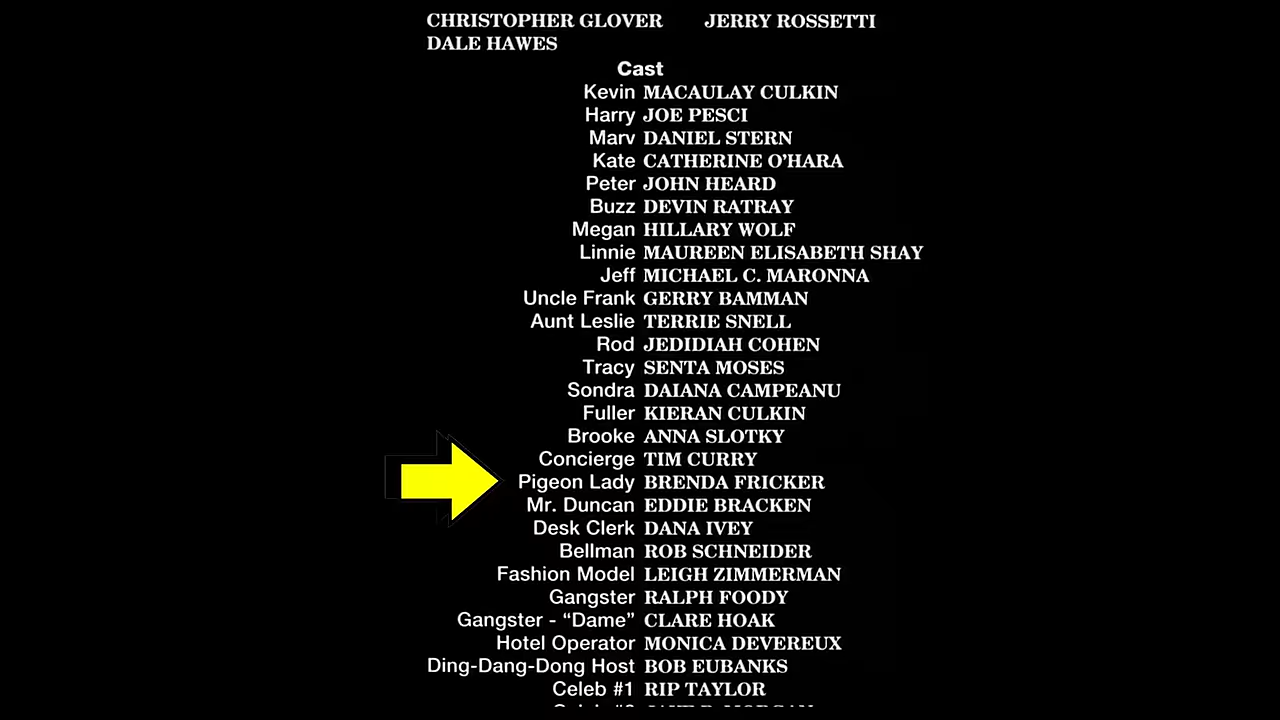 CHRISTOPHER GLOVER JERRY ROSSETTI
DALE HAWES
Cast
Kevin MACAULAY CULKIN
Harry JOE PESCI
Marv DANIEL STERN
Kate CATHERINE O'HARA
Peter JOHN HEARD
Buzz DEVIN RATRAY
Megan HILLARY WOLF
Linnie MAUREEN ELISABETH SHAY
Jeff MICHAEL C. MARONNA
Uncle Frank GERRY BAMMAN
Aunt Leslie TERRIE SNELL
Rod JEDIDIAH COHEN
Tracy SENTA MOSES
Sondra DAIANA CAMPEANU
Fuller KIERAN CULKIN
Brooke ANNA SLOTKY
Concierge TIM CURRY
Pigeon Lady BRENDA FRICKER
Mr. Duncan EDDIE BRACKEN
Desk Clerk DANA IVEY
Bellman ROB SCHNEIDER
Fashion Model LEIGH ZIMMERMAN
Gangster RALPH FOODY
Gangster - “Dame” CLARE HOAK
Hotel Operator MONICA DEVEREUX
Ding-Dang-Dong Host BOB EUBANKS
Celeb #1 RIP TAYLOR